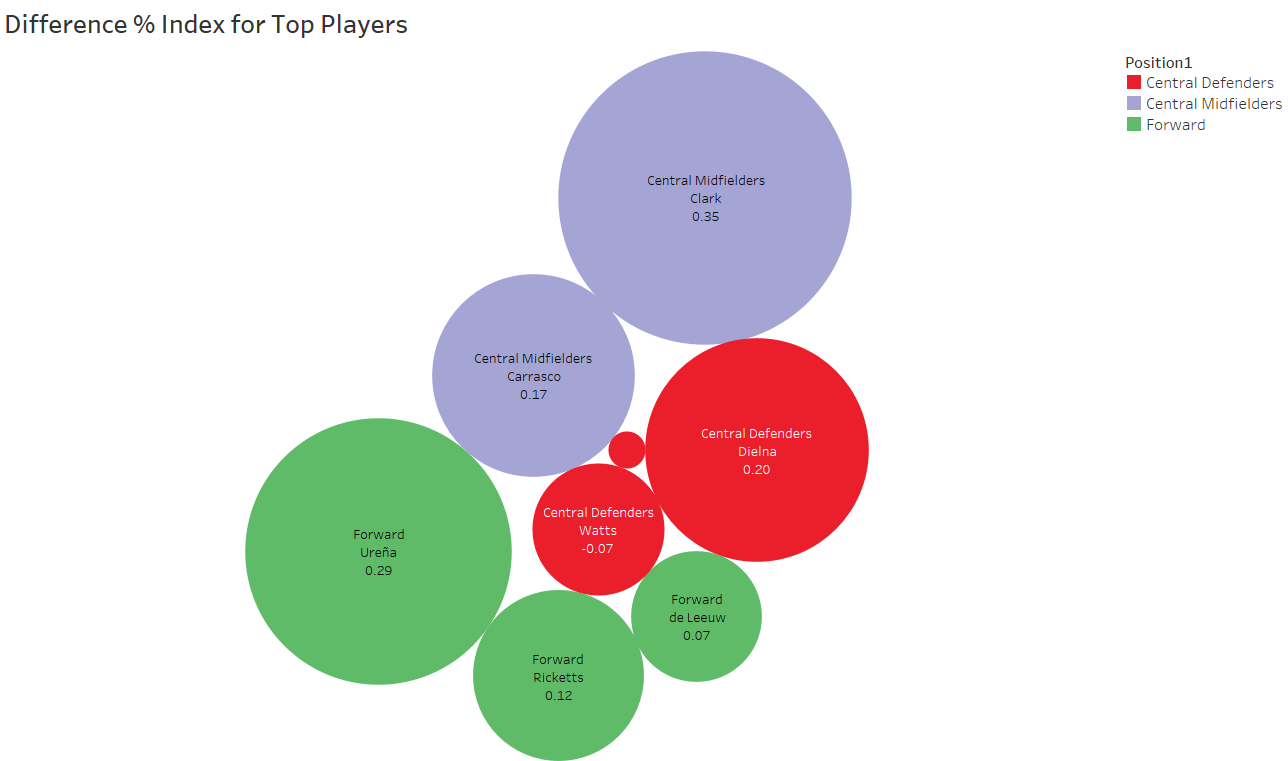 Difference % Index for Top Players
Position1
Central Defenders
Central Midfielders
Forward
Central Midfielders
Clark
0.35
Central Midfielders
Carrasco
0.17
Central Defenders
Dielna
0.20
Central Defenders
Watts
-0.07
Forward
Ureña
0.29
Forward
de Leeuw
0.07
Forward
Ricketts
0.12